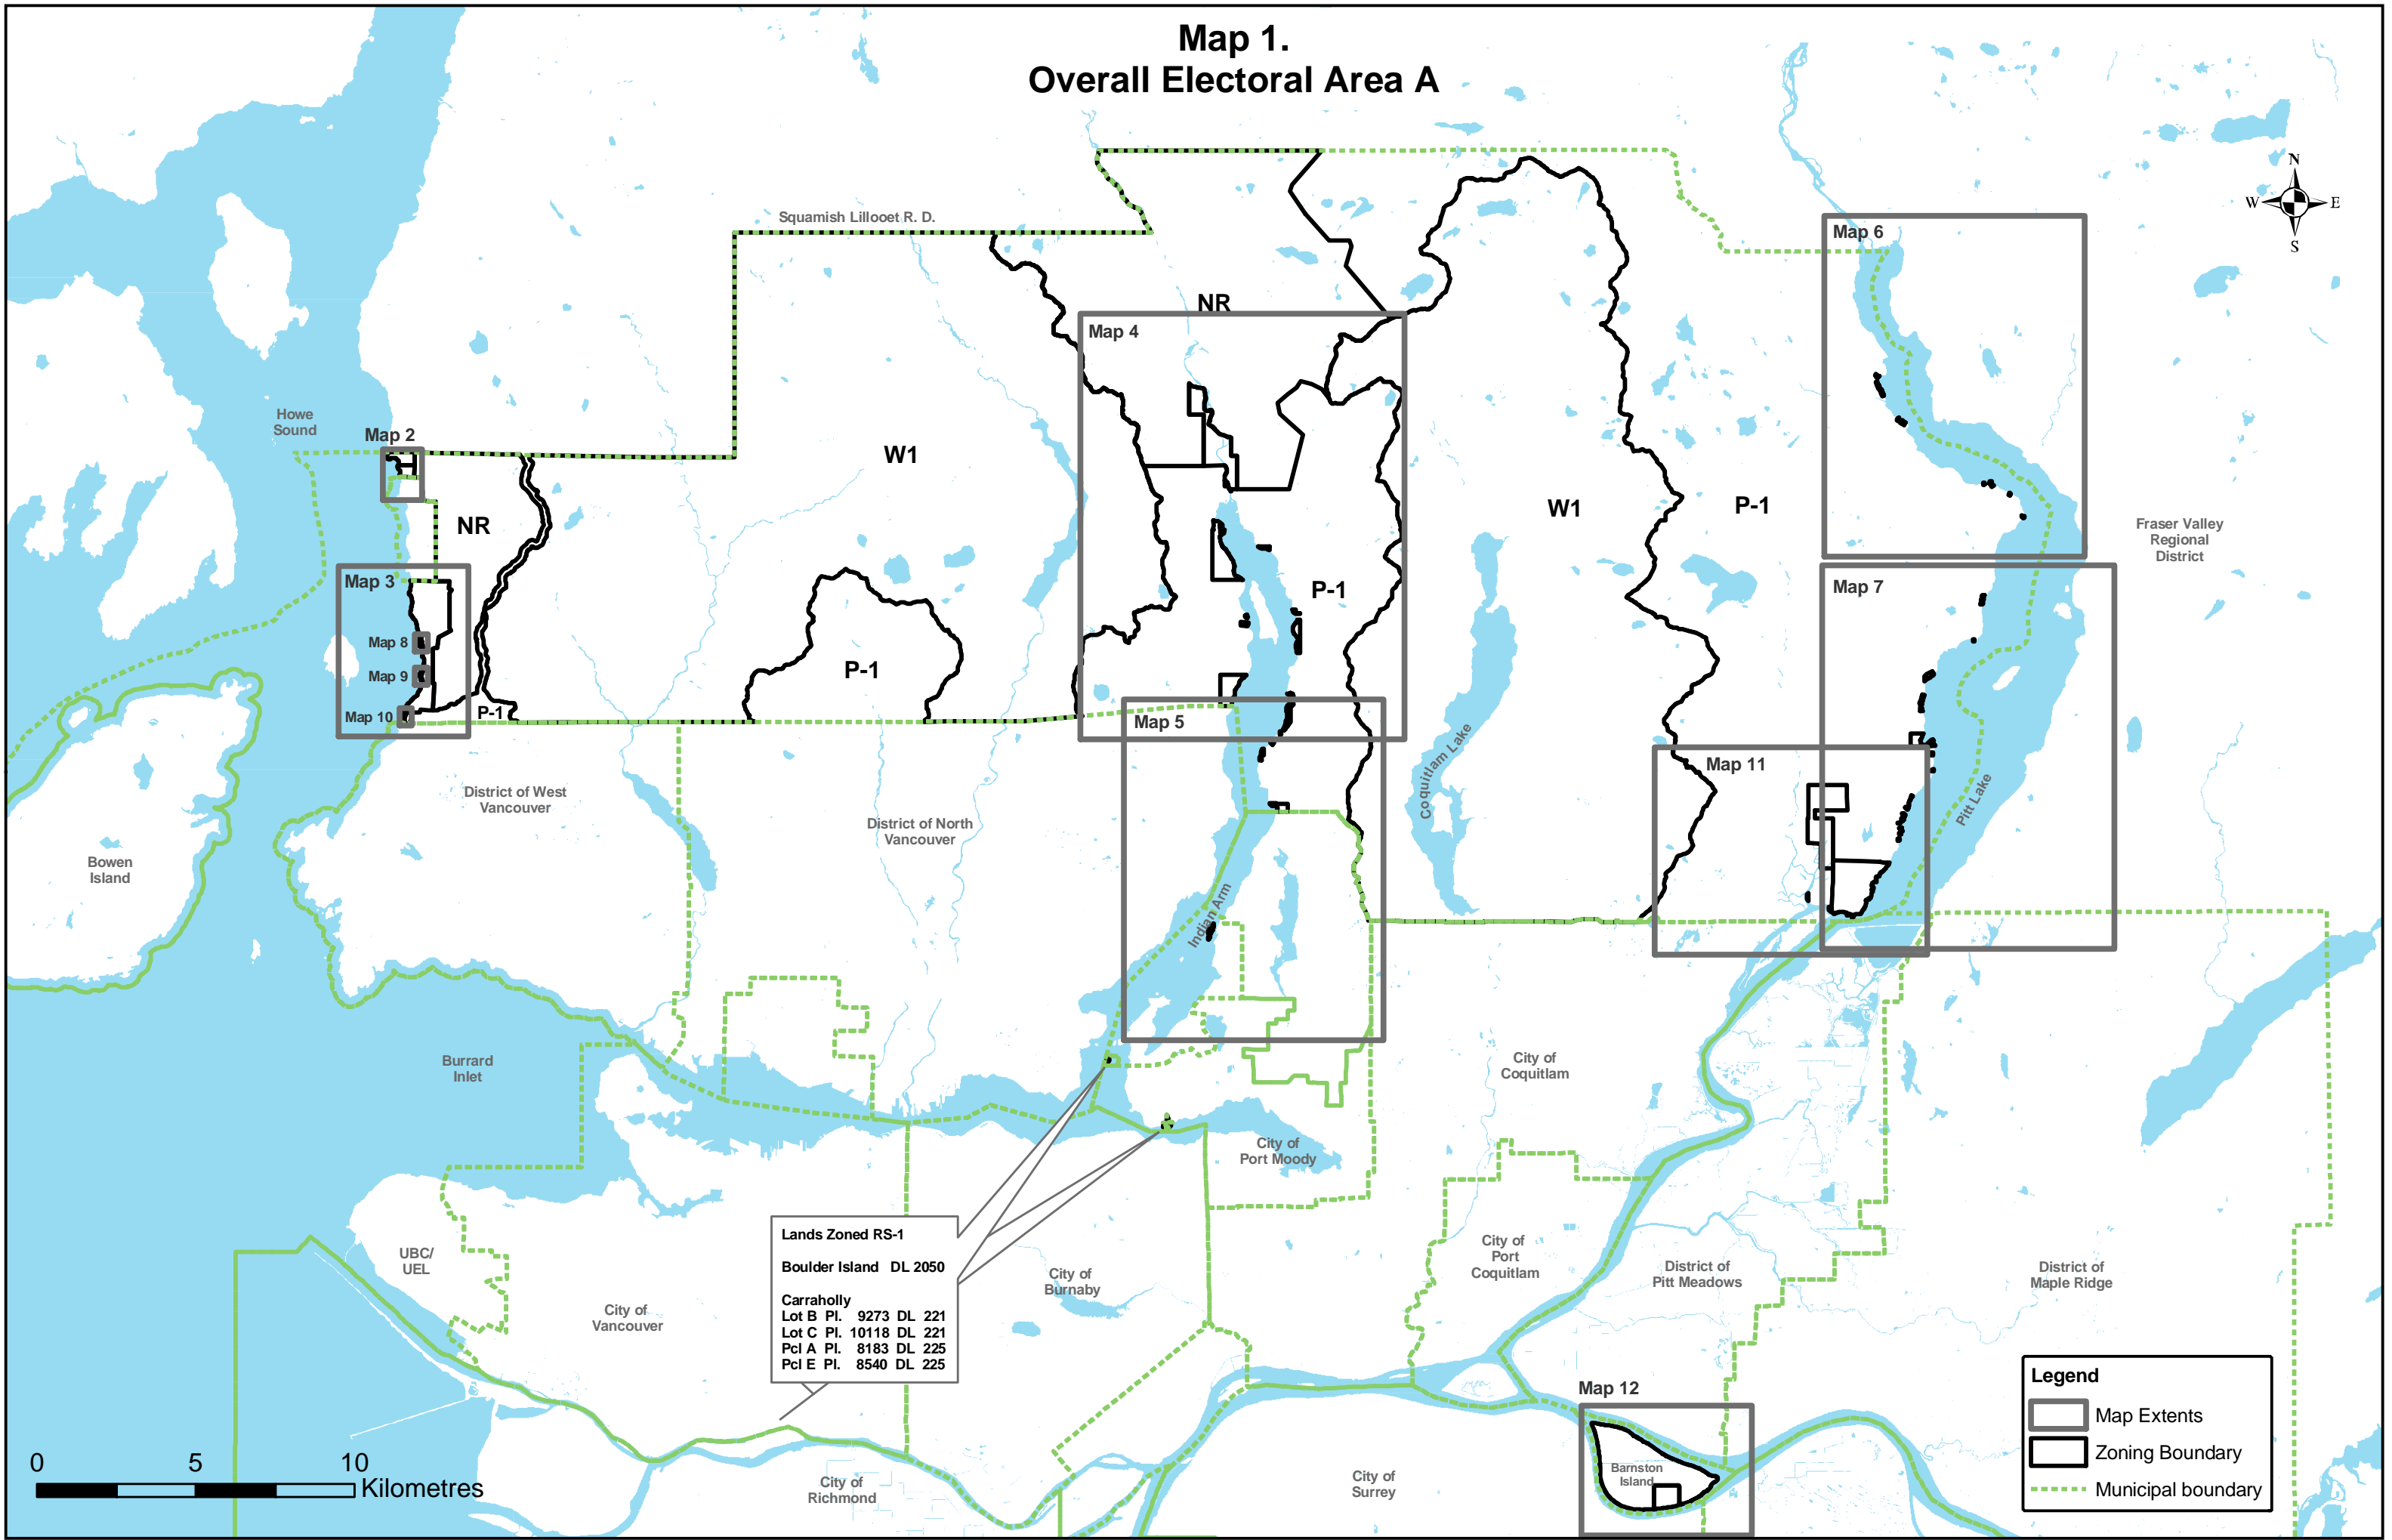 Map 1.
Overall Electoral Area A
N
W E
S
Squamish Lillooet R. D.
Map 6
NR
Map 4
Howe
Sound
Map 2
W1
NR
W1
P-1
Fraser Valley
Regional
District
Map 3
Map 7
P-1
Map 8
P-1
Map 9
P-1
Map 10
Map 5
Coquitlam Lake
Map 11
Pitt Lake
District of West
Vancouver
District of North
Vancouver
Bowen
Island
Indian Arm
Burrard
Inlet
City of
Coquitlam
City of
Port Moody
Lands Zoned RS-1
Boulder Island DL 2050
Carraholly
Lot B Pl. 9273 DL 221
Lot C Pl. 10118 DL 221
Pcl A Pl. 8183 DL 225
Pcl E Pl. 8540 DL 225
UBC/
UEL
City of
Vancouver
City of
Burnaby
City of
Port
Coquitlam
District of
Pitt Meadows
District of
Maple Ridge
Map 12
Barnston
Island
City of
Richmond
City of
Surrey
0 5 10
Kilometres
Legend
Map Extents
Zoning Boundary
Municipal boundary